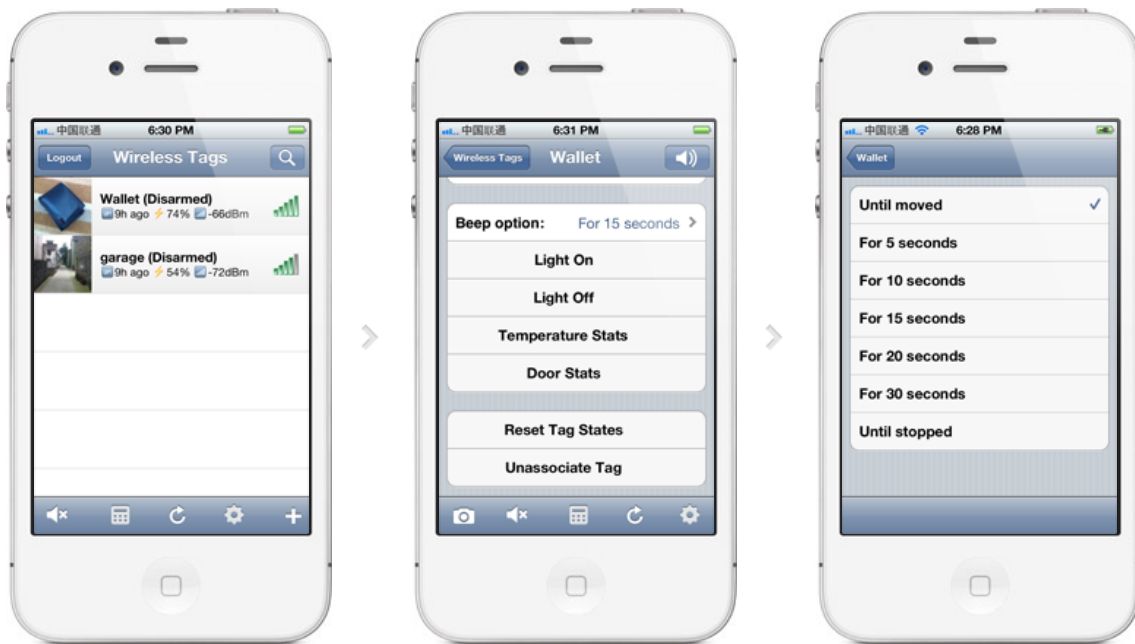 中国联通 6:30 PM
Logout Wireless Tags
Wallet (Disarmed)
9h ago 74% -66dBm
garage (Disarmed)
9h ago 54% -72dBm
中国联通 6:31 PM
Wireless Tags Wallet
Beep option: For 15 seconds
Light On
Light Off
Temperature Stats
Door Stats
Reset Tag States
Unassociate Tag
中国联通 6:28 PM
Wallet
Until moved
For 5 seconds
For 10 seconds
For 15 seconds
For 20 seconds
For 30 seconds
Until stopped